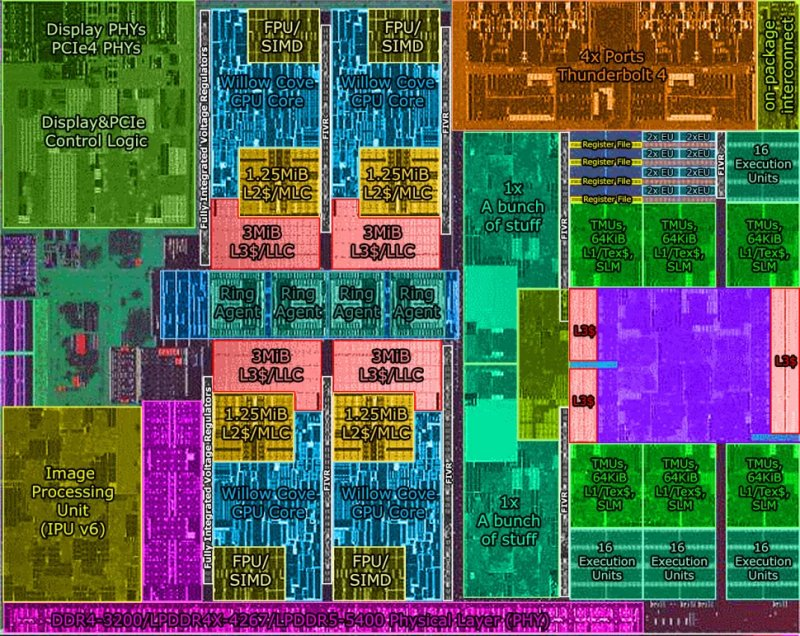 Display PHYs
PCIe4 PHYs
Display&PCIe
Control Logic
Fully Integrated Voltage Regulators
FPU/
SIMD
Willow Cove
CPU Core
1.25MiB
L2$/MLC
3MiB
L3$/LLC
FIVR
FPU/
SIMD
Willow Cove
CPU Core
1.25MiB
L2$/MLC
3MiB
L3$/LLC
FIVR
4x Ports
Thunderbolt 4
on-package
interconnect
1x
A bunch
of stuff
FIVR
Register File
Register File
Register File
Register File
2x EU
2xEU
2x EU
2xEU
2x EU
2xEU
2x EU
2xEU
FIVR
16
Execution
Units
TMUs,
64KiB
L1/Tex$,
SLM
TMUs,
64KiB
L1/Tex$,
SLM
TMUs,
64KiB
L1/Tex$,
SLM
Ring
Agent
Ring
Agent
Ring
Agent
Ring
Agent
L3$
L3$
L3$
3MiB
L3$/LLC
1.25MiB
L2$/MLC
Willow Cove
CPU Core
FPU/
SIMD
3MiB
L3$/LLC
1.25MiB
L2$/MLC
Willow Cove
CPU Core
FPU/
SIMD
Fully Integrated Voltage Regulators
FIVR
FIVR
Image
Processing
Unit
(IPU v6)
1x
A bunch
of stuff
FIVR
TMUs,
64KiB
L1/Tex$,
SLM
TMUs,
64KiB
L1/Tex$,
SLM
TMUs,
64KiB
L1/Tex$,
SLM
16
Execution
Units
16
Execution
Units
16
Execution
Units
DDR4-3200/LPDDR4X-4267/LPDDR5-5400 Physical Layer (PHY)